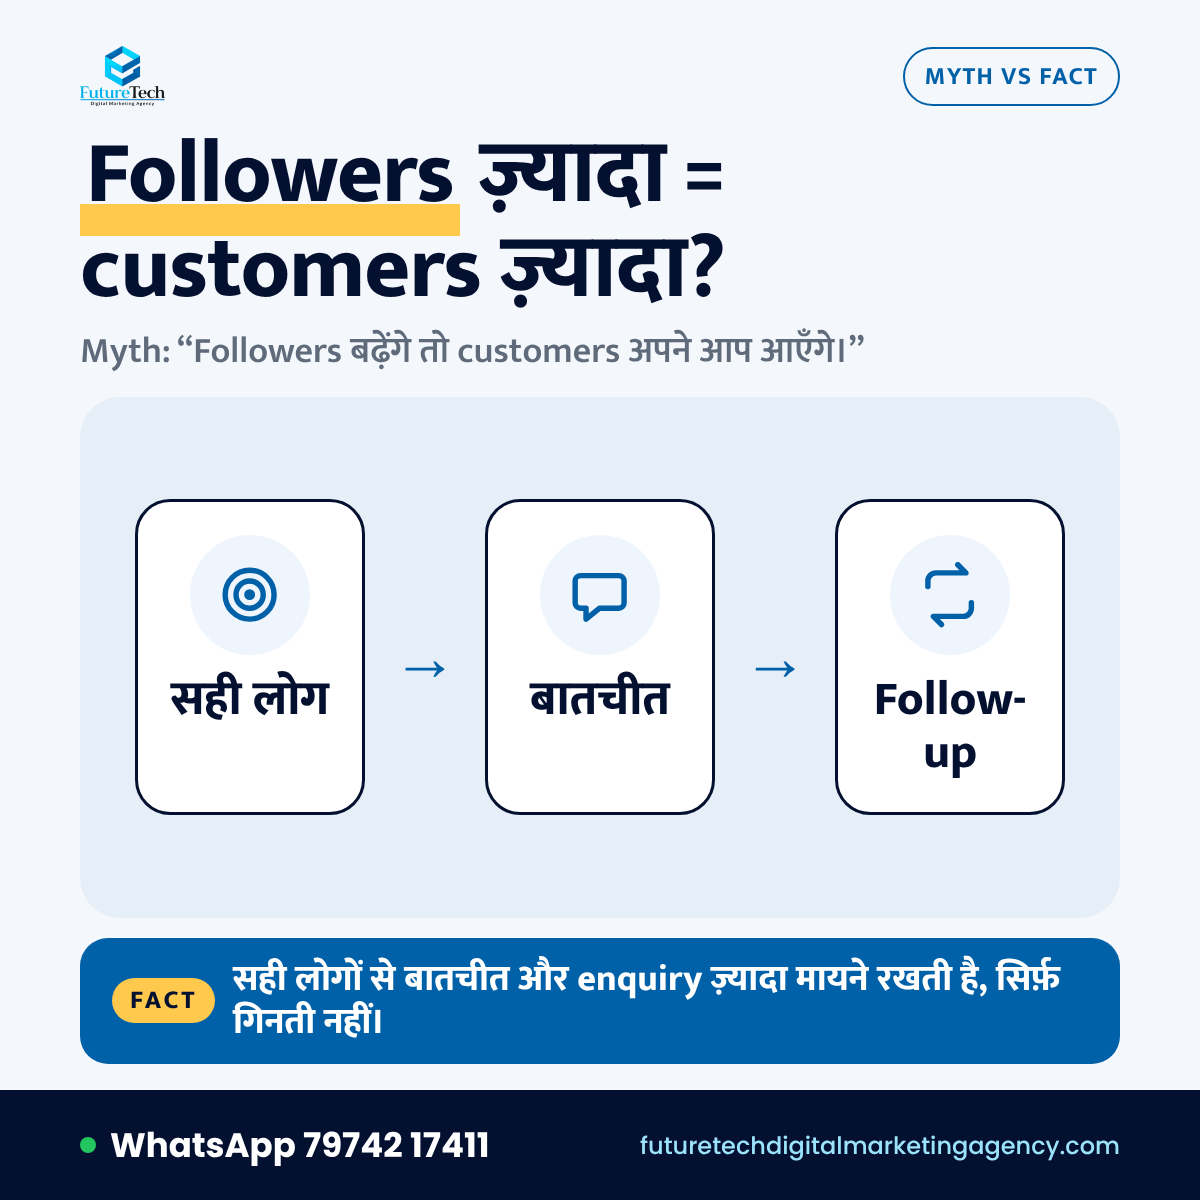 FutureTech
Digital Marketing Agency
MYTH VS FACT
Followers ज़्यादा =
customers ज़्यादा?
Myth: “Followers बढ़ेंगे तो customers अपने आप आएँगे।”
सही लोग
→
बातचीत
→
Follow-
up
FACT
सही लोगों से बातचीत और enquiry ज़्यादा मायने रखती है, सिर्फ़
गिनती नहीं।
WhatsApp 79742 17411
futuretechdigitalmarketingagency.com